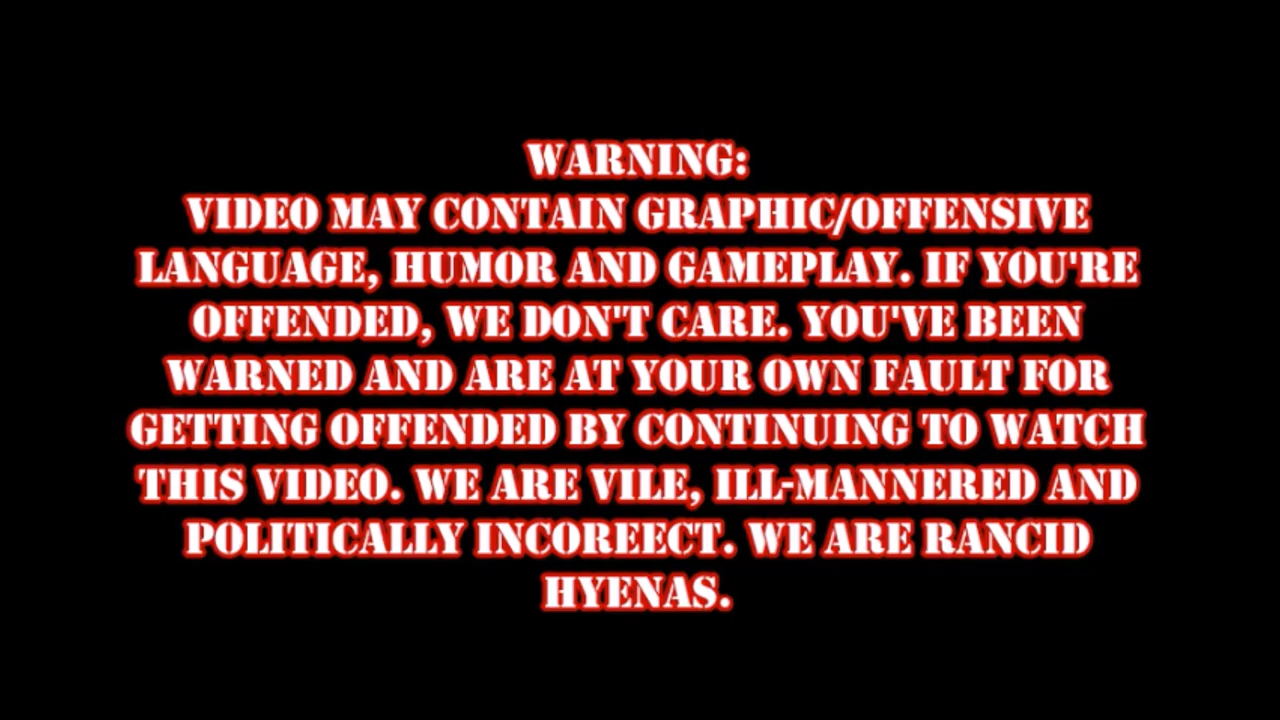 WARNING:
VIDEO MAY CONTAIN GRAPHIC/OFFENSIVE
LANGUAGE, HUMOR AND GAMEPLAY. IF YOU'RE
OFFENDED, WE DON'T CARE. YOU'VE BEEN
WARNED AND ARE AT YOUR OWN FAULT FOR
GETTING OFFENDED BY CONTINUING TO WATCH
THIS VIDEO. WE ARE VILE, ILL-MANNERED AND
POLITICALLY INCOREECT. WE ARE RANCID
HYENAS.